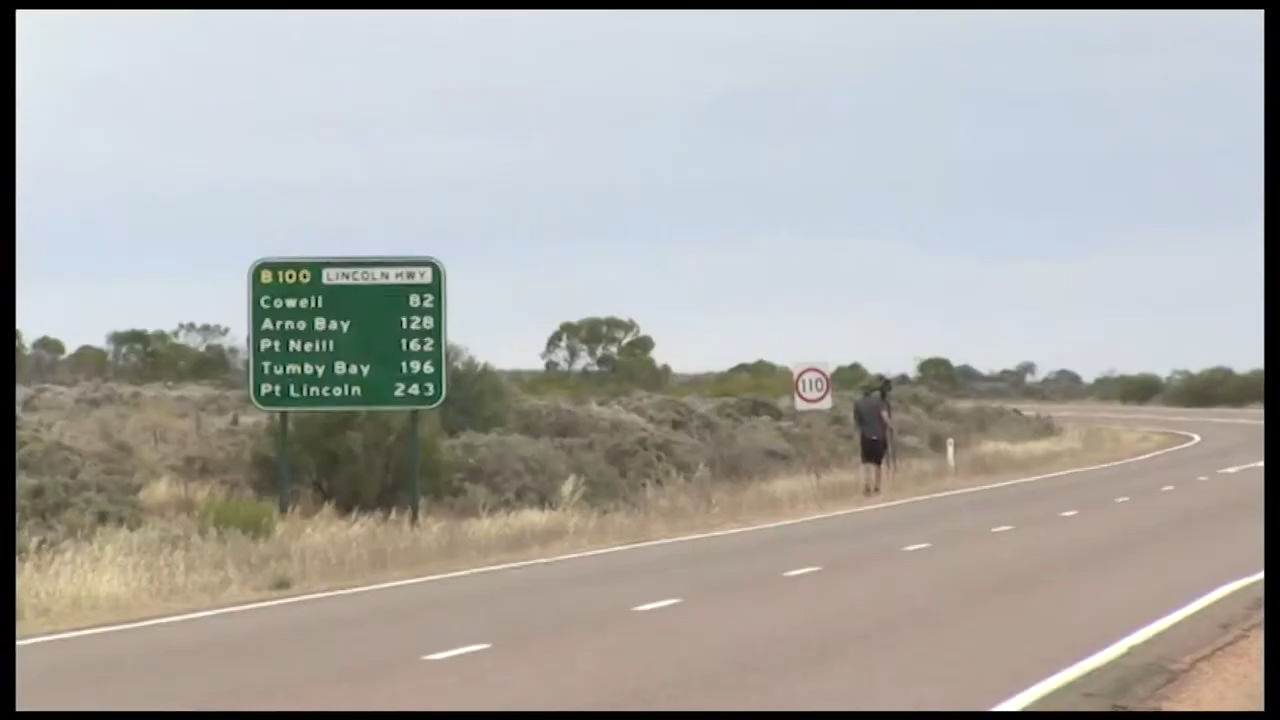 B100 LINCOLN HWY
Cowell 82
Arno Bay 128
Pt Neill 162
Tumby Bay 196
Pt Lincoln 243
110